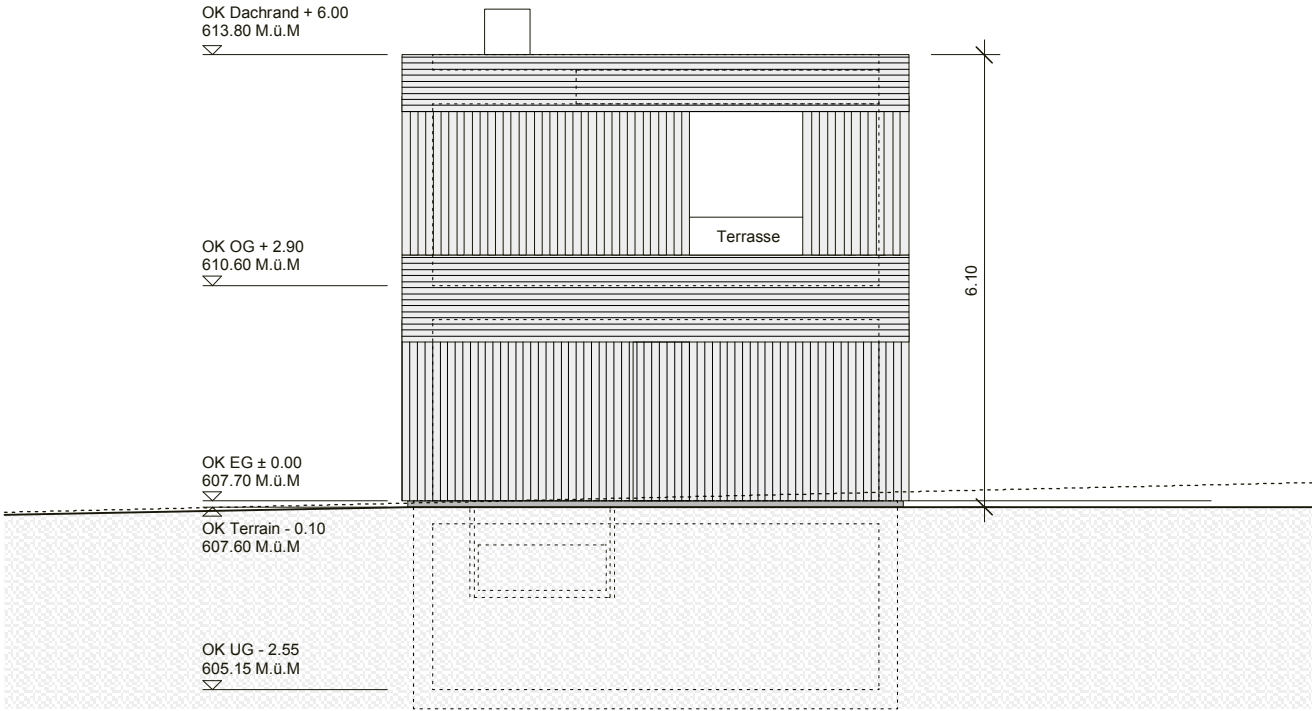 OK Dachrand + 6.00
613.80 M.ü.M
Terrasse
OK OG + 2.90
610.60 M.ü.M
6.10
OK EG ± 0.00
607.70 M.ü.M
OK Terrain - 0.10
607.60 M.ü.M
OK UG - 2.55
605.15 M.ü.M